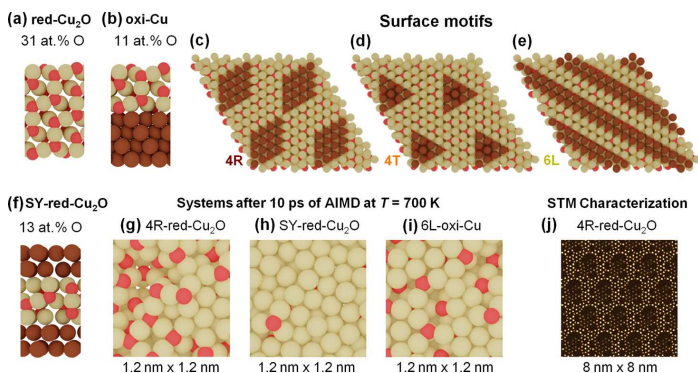 (a) red-Cu₂O
31 at.% O
(b) oxi-Cu
11 at.% O
Surface motifs
(c)
(d)
(e)
4R
4T
6L
(f) SY-red-Cu₂O
13 at.% O
Systems after 10 ps of AIMD at T = 700 K
(g) 4R-red-Cu₂O
(h) SY-red-Cu₂O
(i) 6L-oxi-Cu
1.2 nm x 1.2 nm
1.2 nm x 1.2 nm
1.2 nm x 1.2 nm
STM Characterization
(j) 4R-red-Cu₂O
8 nm x 8 nm